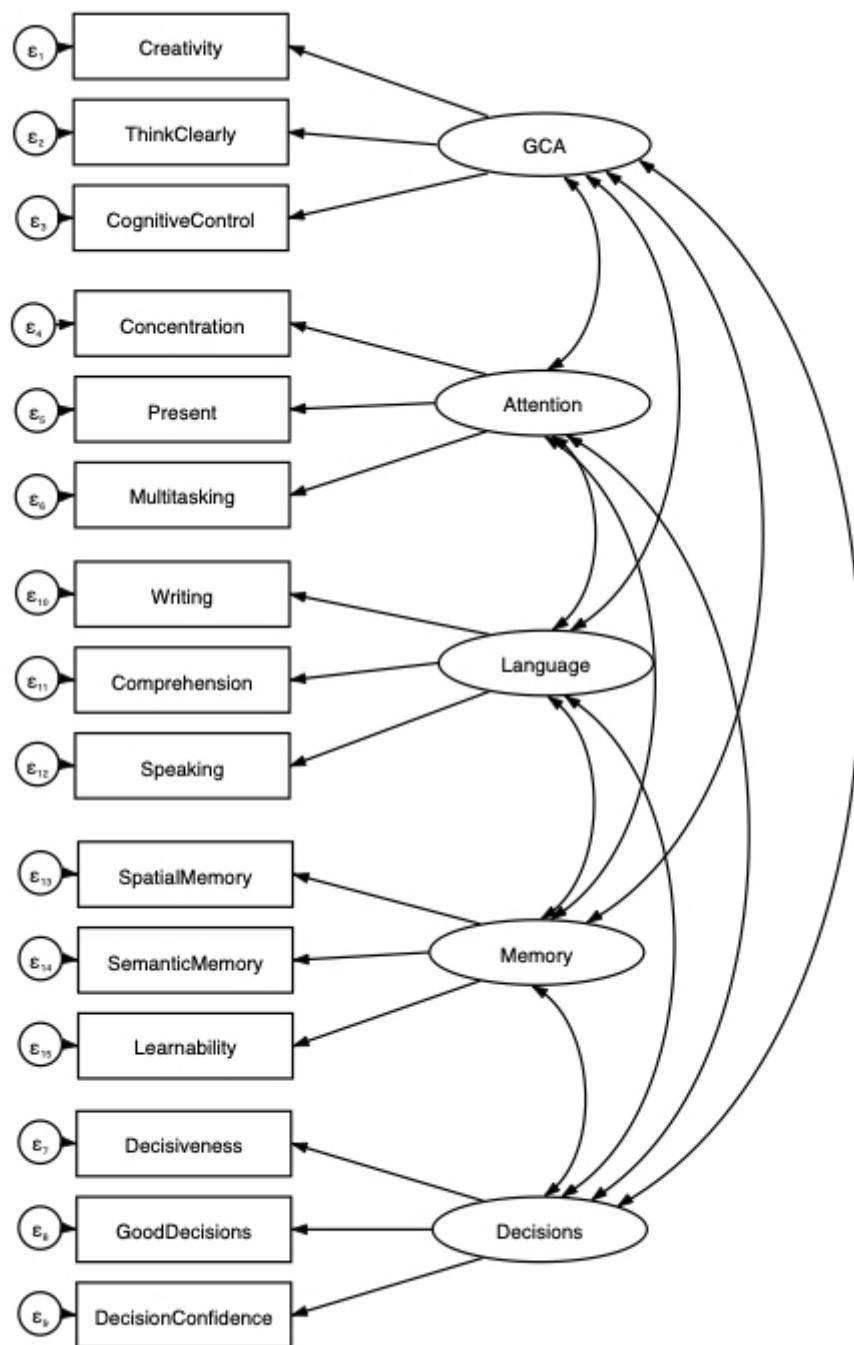 ε₁ Creativity
ε₂ ThinkClearly
GCA
ε₃ CognitiveControl
ε₄ Concentration
ε₅ Present
Attention
ε₆ Multitasking
ε₁₀ Writing
ε₁₁ Comprehension
Language
ε₁₂ Speaking
ε₁₃ SpatialMemory
ε₁₄ SemanticMemory
Memory
ε₁₅ Learnability
ε₇ Decisiveness
ε₈ GoodDecisions
Decisions
ε₉ DecisionConfidence